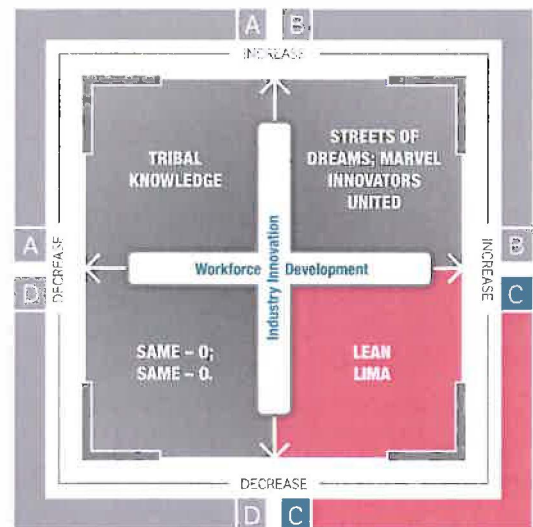 A B
INCREASE
TRIBAL
KNOWLEDGE
STREETS OF
DREAMS; MARVEL
INNOVATORS
UNITED
A
DECREASE
D
Workforce Development
Industry Innovation
INCREASE
B
C
SAME – O;
SAME – O.
LEAN
LIMA
DECREASE
D C